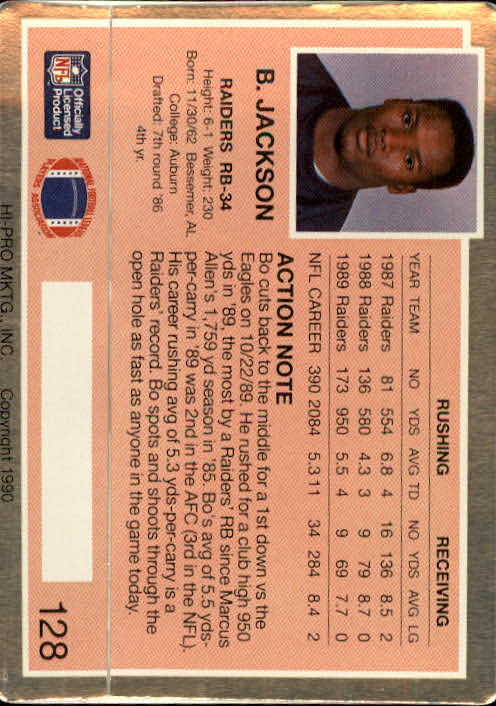 B. JACKSON
RAIDERS RB-34
Height: 6-1 Weight: 230
Born: 11/30/62 Bessemer, AL
College: Auburn
Drafted: 7th round '86
4th yr.
NFL
Officially
Licensed
Product
NATIONAL FOOTBALL LEAGUE
PLAYERS ASSOCIATION
RUSHING RECEIVING
YEAR TEAM NO YDS AVG TD NO YDS AVG LG
1987 Raiders 81 554 6.8 4 16 136 8.5 2
1988 Raiders 136 580 4.3 3 9 79 8.7 0
1989 Raiders 173 950 5.5 4 9 69 7.7 0
NFL CAREER 390 2084 5.3 11 34 284 8.4 2
ACTION NOTE
Bo cuts back to the middle for a 1st down vs the
Eagles on 10/22/89. He rushed for a club high 950
yds in '89, the most by a Raiders' RB since Marcus
Allen's 1,759 yd season in '85. Bo's avg of 5.5 yds-
per-carry in '89 was 2nd in the AFC (3rd in the NFL).
His career rushing avg of 5.3 yds-per-carry is a
Raiders' record. Bo spots and shoots through the
open hole as fast as anyone in the game today.
128
HI-PRO MKTG., INC. Copyright 1990